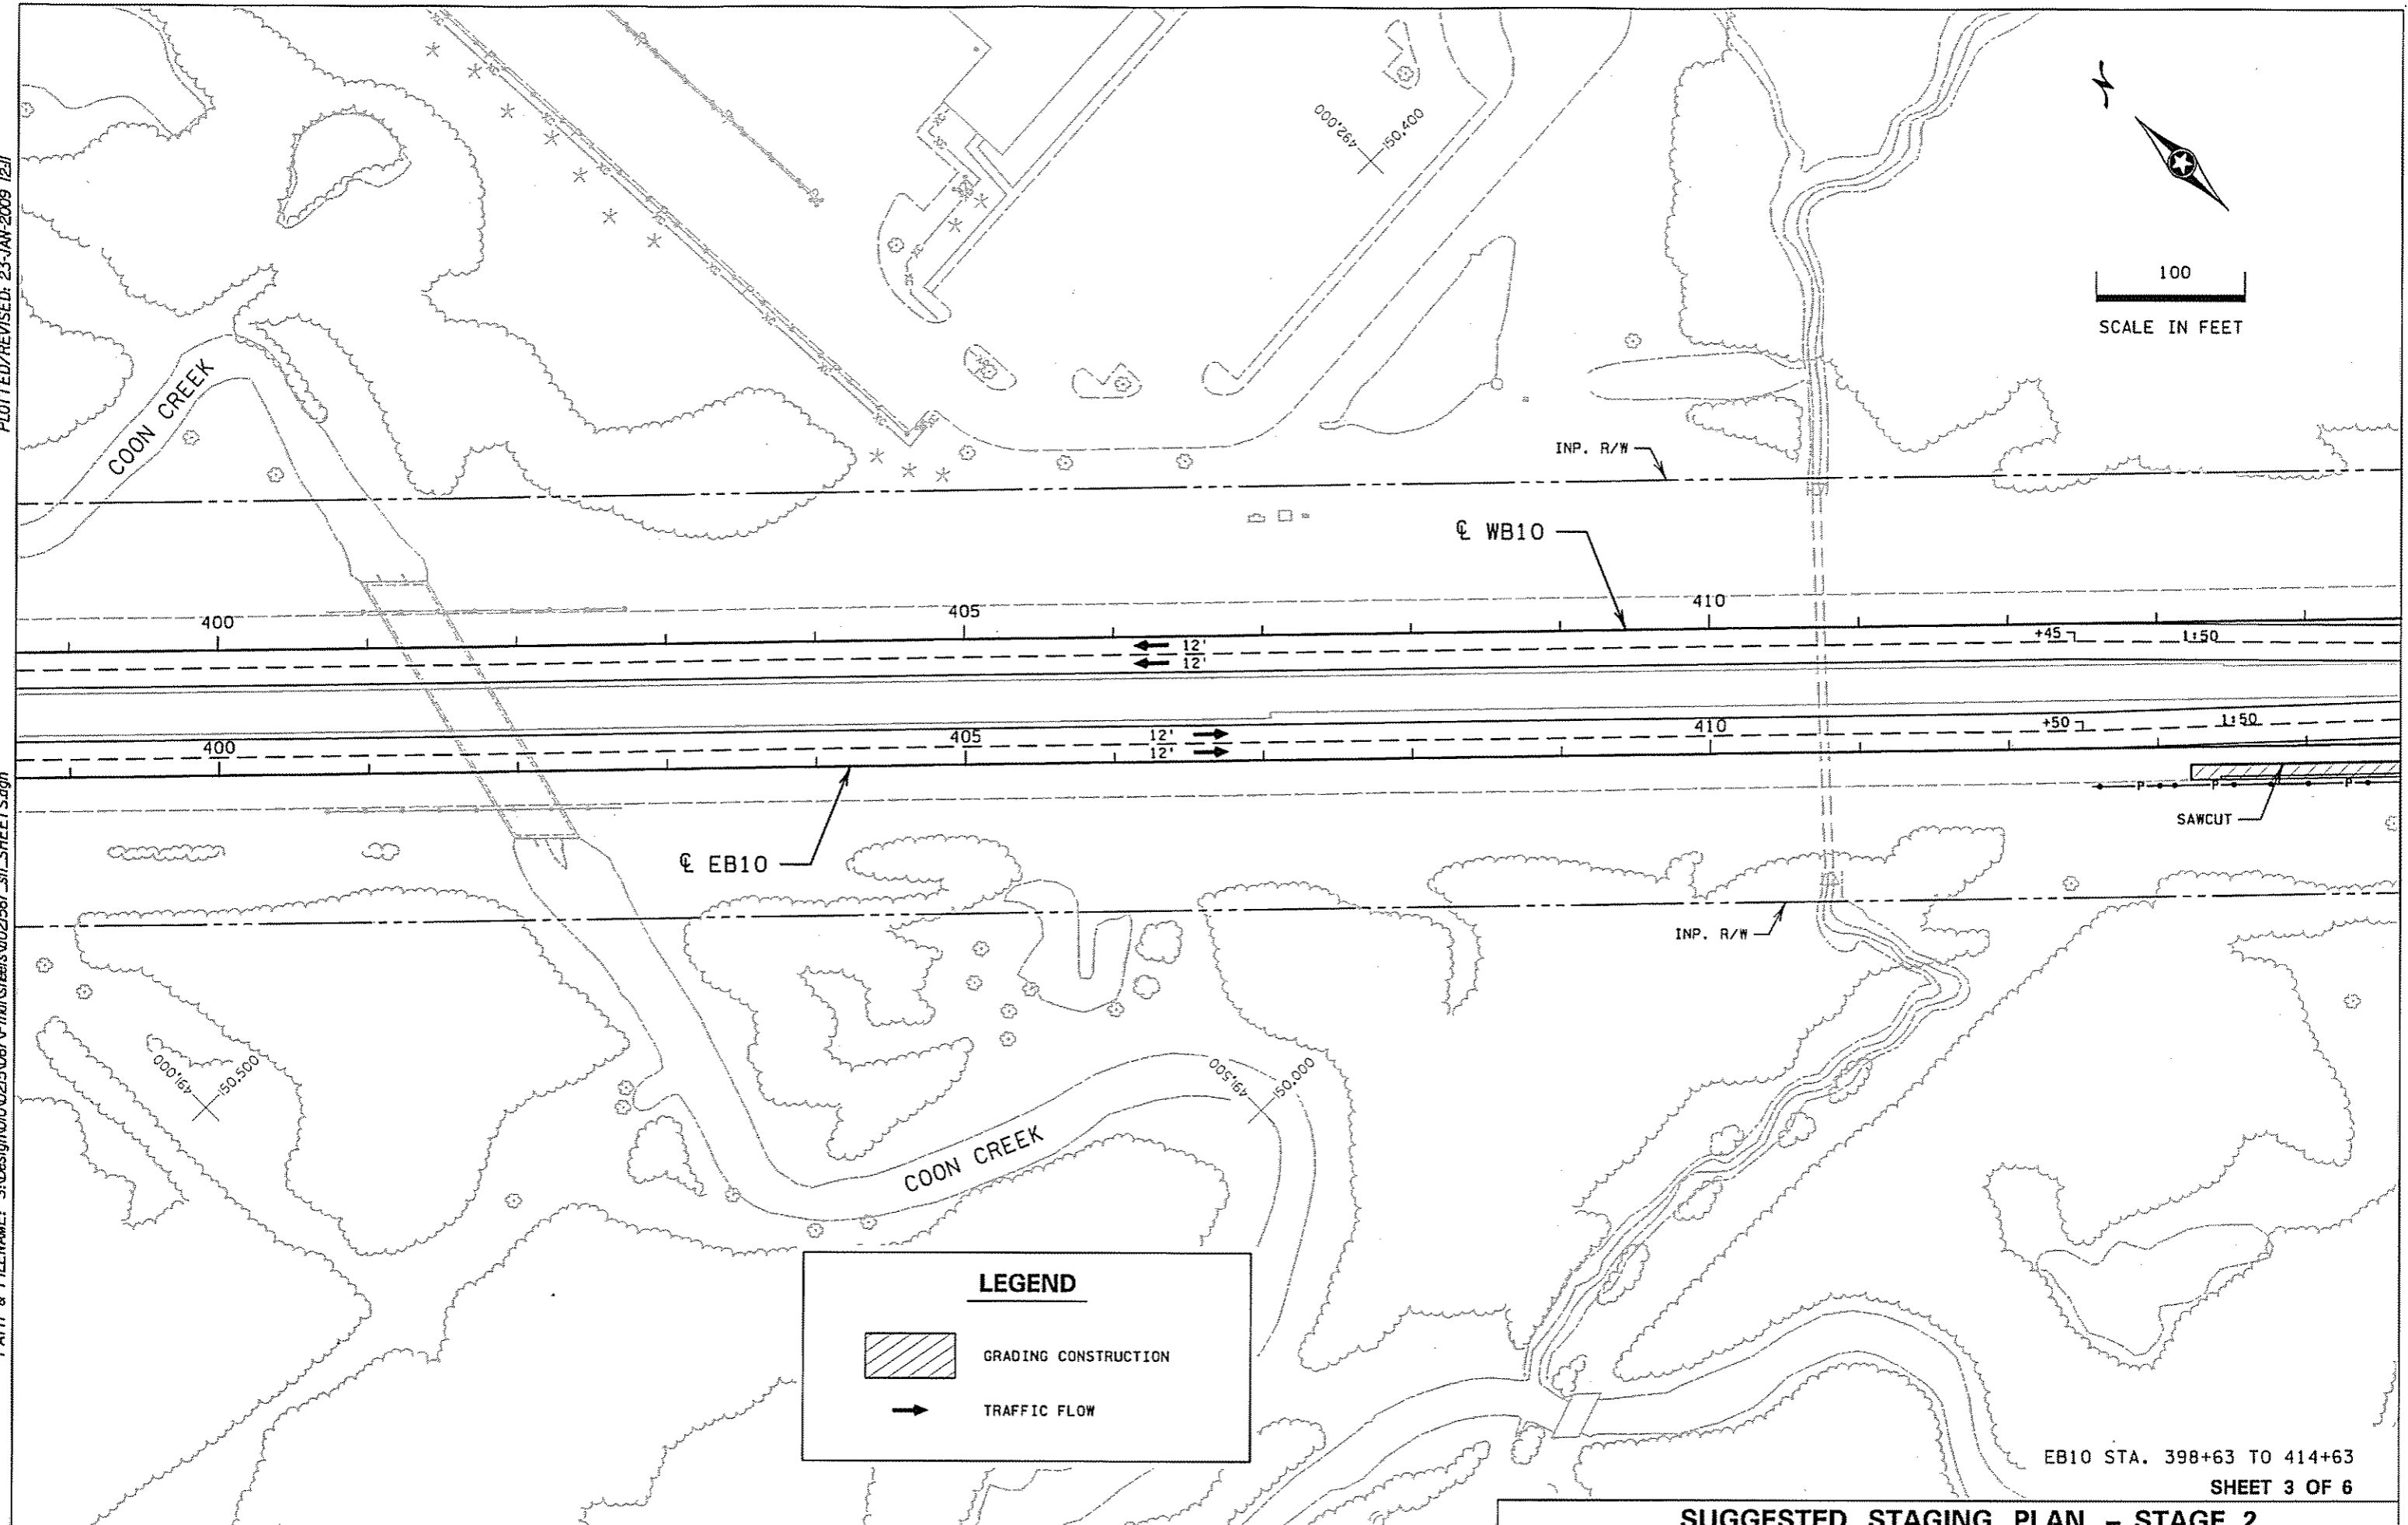 PLOTTED/REVISED: 23-JAN-2009
COON CREEK
492,000
150,400
100
SCALE IN FEET
INP. R/W
℄ WB10
400
405
410
12'
12'
+45
1:50
400
405
410
12'
12'
+50
1:50
P
P
P
SAWCUT
℄ EB10
INP. R/W
491,000
150,500
491,500
150,000
COON CREEK
LEGEND
GRADING CONSTRUCTION
TRAFFIC FLOW
EB10 STA. 398+63 TO 414+63
SHEET 3 OF 6
SUGGESTED STAGING PLAN - STAGE 2